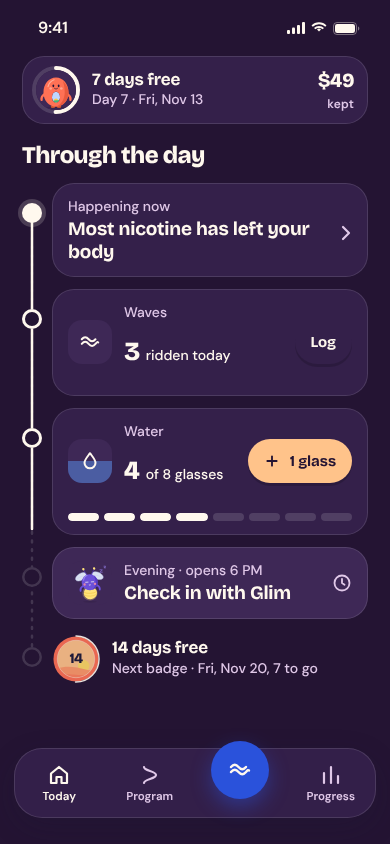 9:41
7 days free
Day 7 · Fri, Nov 13
$49
kept
Through the day
Happening now
Most nicotine has left your
body
Waves
3 ridden today
Log
Water
4 of 8 glasses
+ 1 glass
Evening · opens 6 PM
Check in with Glim
14
14 days free
Next badge · Fri, Nov 20, 7 to go
Today
Program
Progress